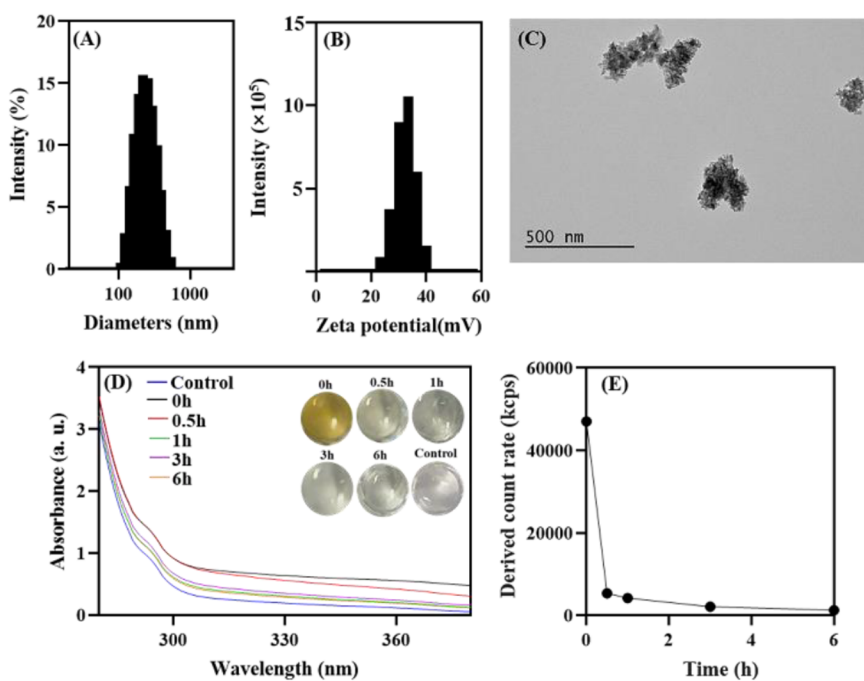 (A)
20
15
10
5
0
Intensity (%)
100 1000
Diameters (nm)
(B)
15
10
5
Intensity (×10⁵)
0 20 40 60
Zeta potential(mV)
(C)
500 nm
(D)
4
3
2
1
0
Absorbance (a. u.)
Control
0h
0.5h
1h
3h
6h
0h 0.5h 1h
3h 6h Control
300 330 360
Wavelength (nm)
(E)
60000
40000
20000
0
Derived count rate (kcps)
0 2 4 6
Time (h)